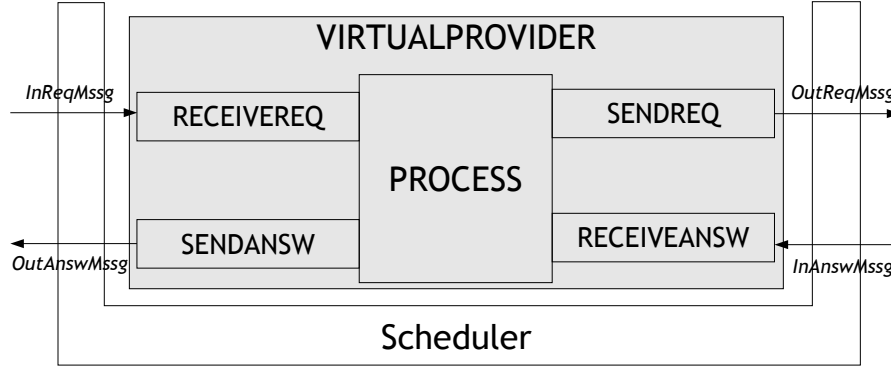 VIRTUALPROVIDER
InReqMssg
OutReqMssg
RECEIVEREQ
SENDREQ
PROCESS
SENDANSW
RECEIVEANSW
OutAnswMssg
InAnswMssg
Scheduler